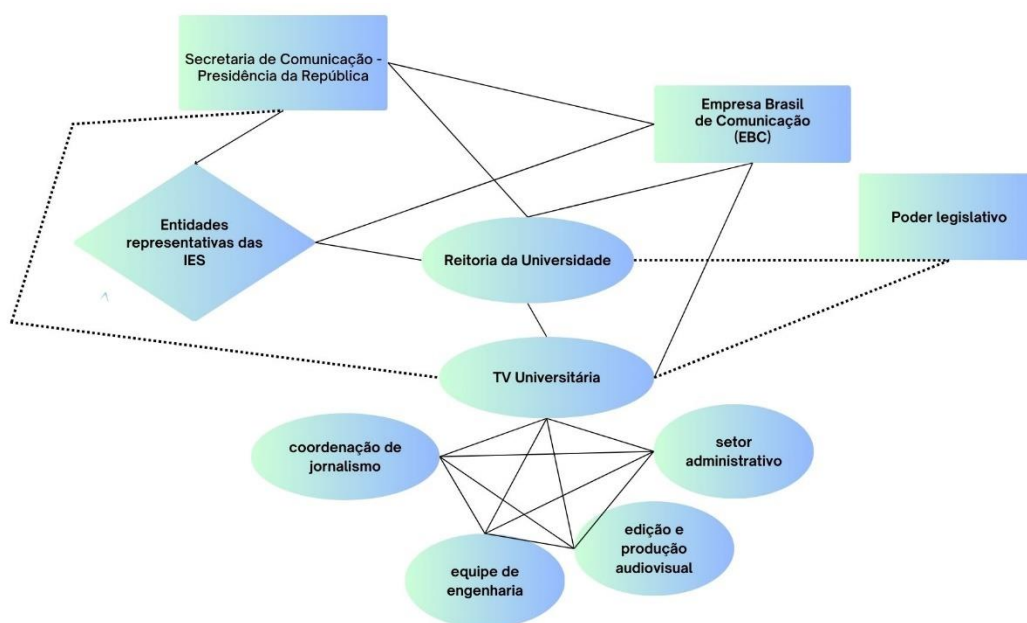 Secretaria de Comunicação -
Presidência da República
Empresa Brasil
de Comunicação
(EBC)
Poder legislativo
Entidades
representativas das
IES
Reitoria da Universidade
TV Universitária
coordenação de
jornalismo
setor
administrativo
edição e
produção
audiovisual
equipe de
engenharia